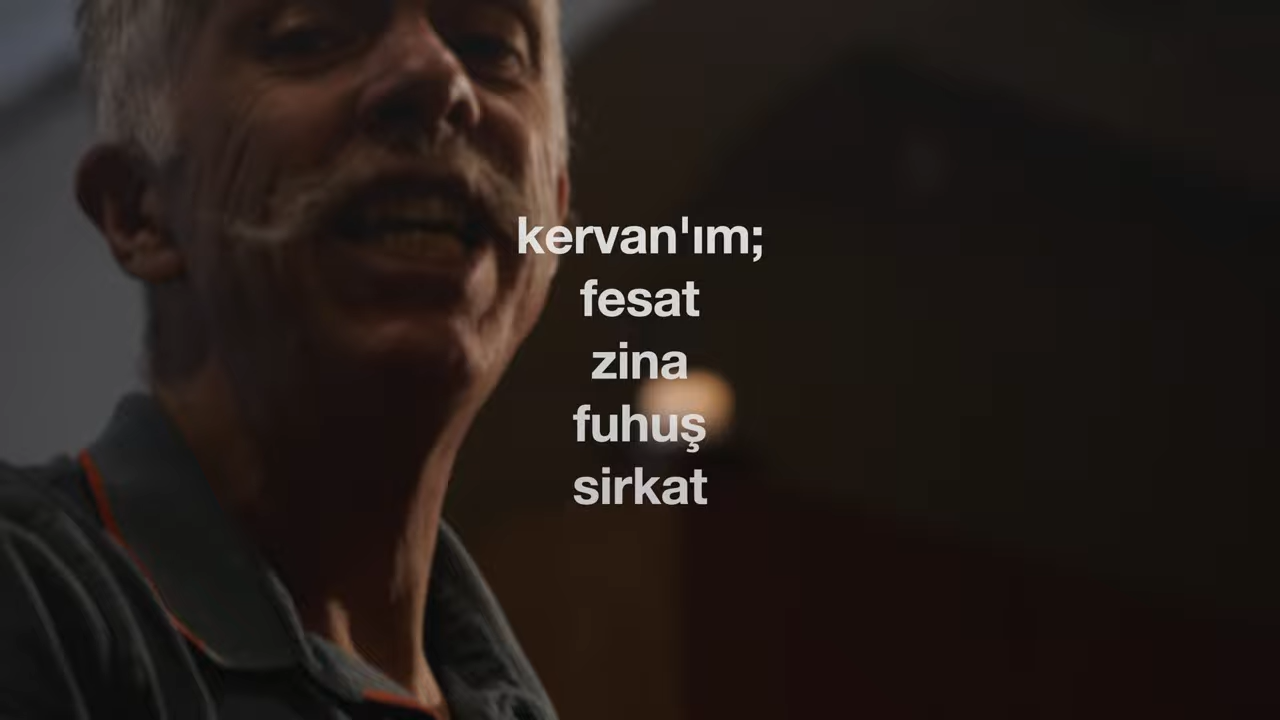 kervan'ım;
fesat
zina
fuhuş
sirkat